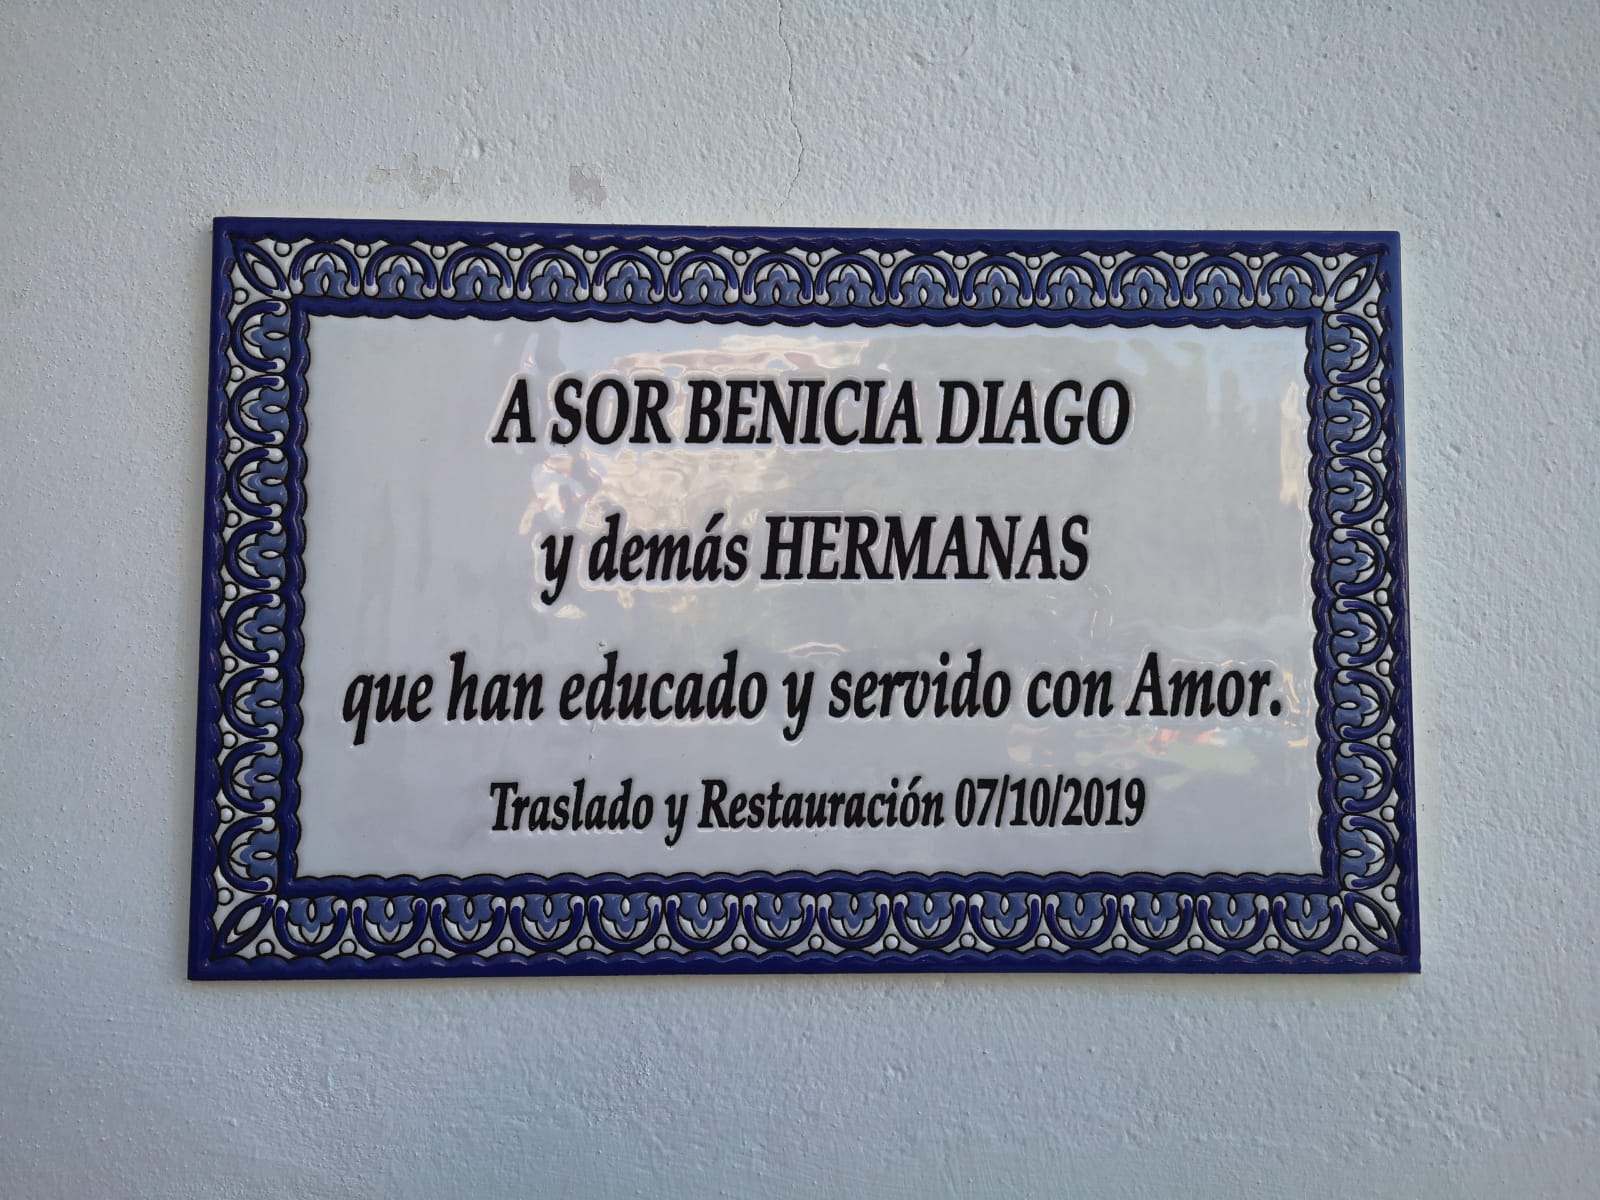 A SOR BENICIA DIAGO
y demás HERMANAS
que han educado y servido con Amor.
Traslado y Restauración 07/10/2019